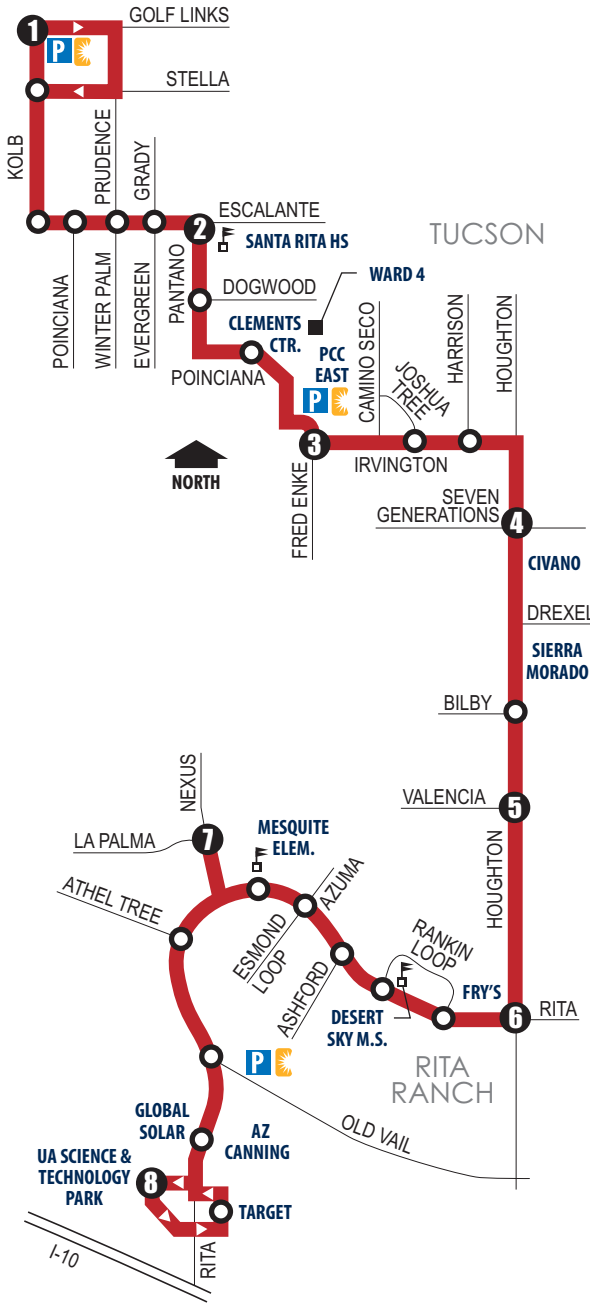 GOLF LINKS
1
P
STELLA
KOLB
PRUDENCE
GRADY
ESCALANTE
2
SANTA RITA HS
TUCSON
POINCIANA
WINTER PALM
EVERGREEN
PANTANO
DOGWOOD
WARD 4
CLEMENTS
CTR.
POINCIANA
PCC
EAST
P
CAMINO SECO
JOSHUA
TREE
HARRISON
HOUGHTON
3
IRVINGTON
NORTH
FRED ENKE
SEVEN
GENERATIONS
4
CIVANO
DREXEL
SIERRA
MORADO
BILBY
VALENCIA
5
HOUGHTON
NEXUS
LA PALMA
7
MESQUITE
ELEM.
ATHEL TREE
ESMOND
LOOP
AZUMA
ASHFORD
RANKIN
LOOP
FRY'S
DESERT
SKY M.S.
6
RITA
P
RITA
RANCH
OLD VAIL
GLOBAL
SOLAR
AZ
CANNING
UA SCIENCE &
TECHNOLOGY
PARK
8
TARGET
RITA
I-10